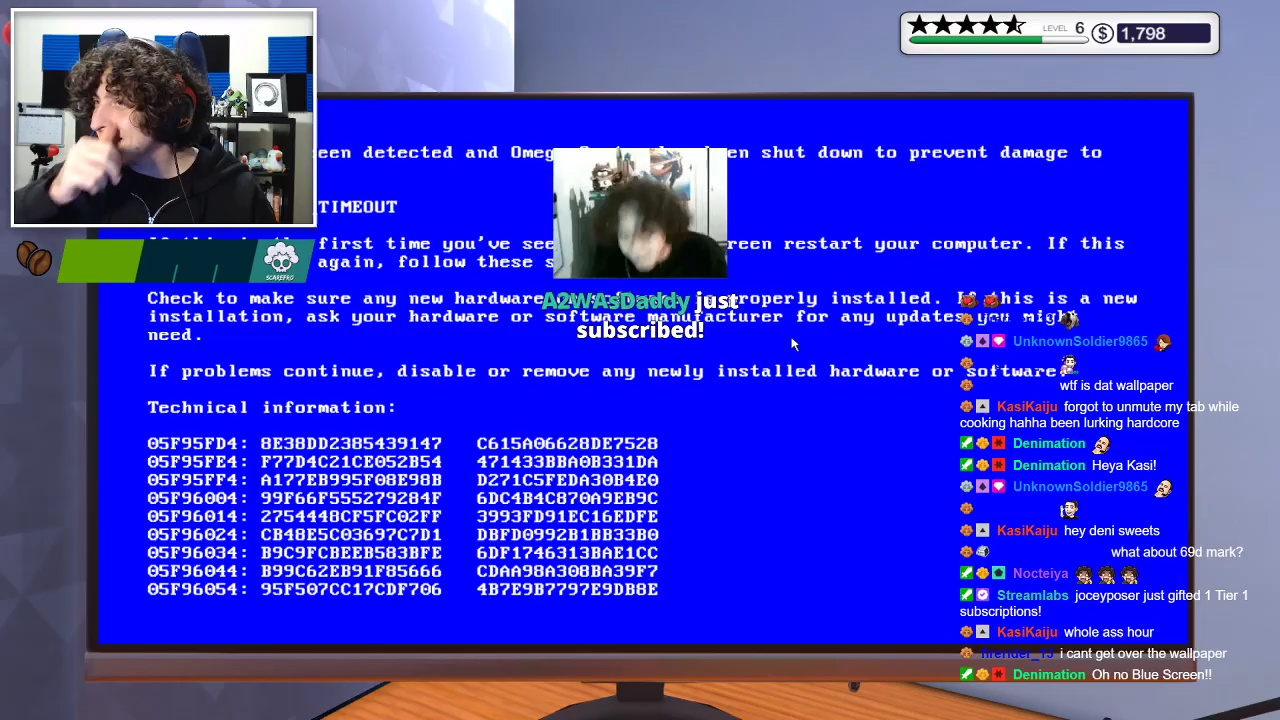 LEVEL 6 $ 1,798
een detected and Omeg
en shut down to prevent damage to
_TIMEOUT
first time you've see
reen restart your computer. If this
again, follow these s
Check to make sure any new hardware
properly installed. If this is a new
installation, ask your hardware or software manufacturer for any updates you might
need.
If problems continue, disable or remove any newly installed hardware or software.
Technical information:
05F95FD4: 8E38DD2385439147 C615A06628DE7528
05F95FE4: F77D4C21CE052B54 471433BBA0B331DA
05F95FF4: A177EB995F08E98B D271C5FEDA30B4E0
05F96004: 99F66F555279284F 6DC4B4C870A9EB9C
05F96014: 2754448CF5FC02FF 3993FD91EC16EDFE
05F96024: CB48E5C03697C7D1 DBFD0992B1BB33B0
05F96034: B9C9FCBEEB583BFE 6DF1746313BAE1CC
05F96044: B99C62EB91F85666 CDAA98A308BA39F7
05F96054: 95F507CC17CDF706 4B7E9B7797E9DB8E
SCAREFRO
A2WAsDaddy just
subscribed!
UnknownSoldier9865
wtf is dat wallpaper
KasiKaiju forgot to unmute my tab while
cooking hahha been lurking hardcore
Denimation
Denimation Heya Kasi!
UnknownSoldier9865
KasiKaiju hey deni sweets
what about 69d mark?
Nocteiya
Streamlabs joceyposer just gifted 1 Tier 1
subscriptions!
KasiKaiju whole ass hour
firerider_15 i cant get over the wallpaper
Denimation Oh no Blue Screen!!